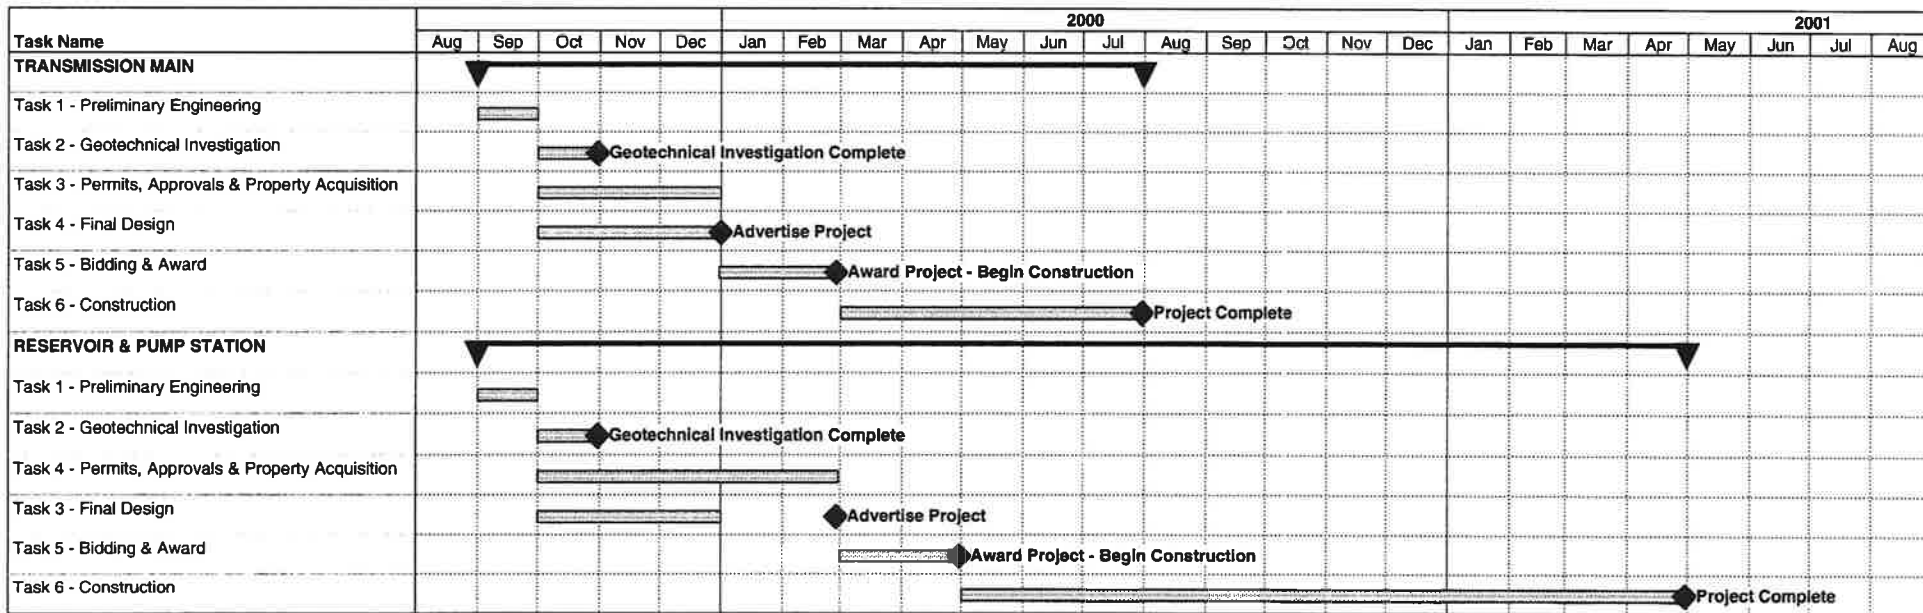 2000 2001
Task Name Aug Sep Oct Nov Dec Jan Feb Mar Apr May Jun Jul Aug Sep Oct Nov Dec Jan Feb Mar Apr May Jun Jul Aug
TRANSMISSION MAIN
Task 1 - Preliminary Engineering
Task 2 - Geotechnical Investigation Geotechnical Investigation Complete
Task 3 - Permits, Approvals & Property Acquisition
Task 4 - Final Design Advertise Project
Task 5 - Bidding & Award Award Project - Begin Construction
Task 6 - Construction Project Complete
RESERVOIR & PUMP STATION
Task 1 - Preliminary Engineering
Task 2 - Geotechnical Investigation Geotechnical Investigation Complete
Task 4 - Permits, Approvals & Property Acquisition
Task 3 - Final Design Advertise Project
Task 5 - Bidding & Award Award Project - Begin Construction
Task 6 - Construction Project Complete